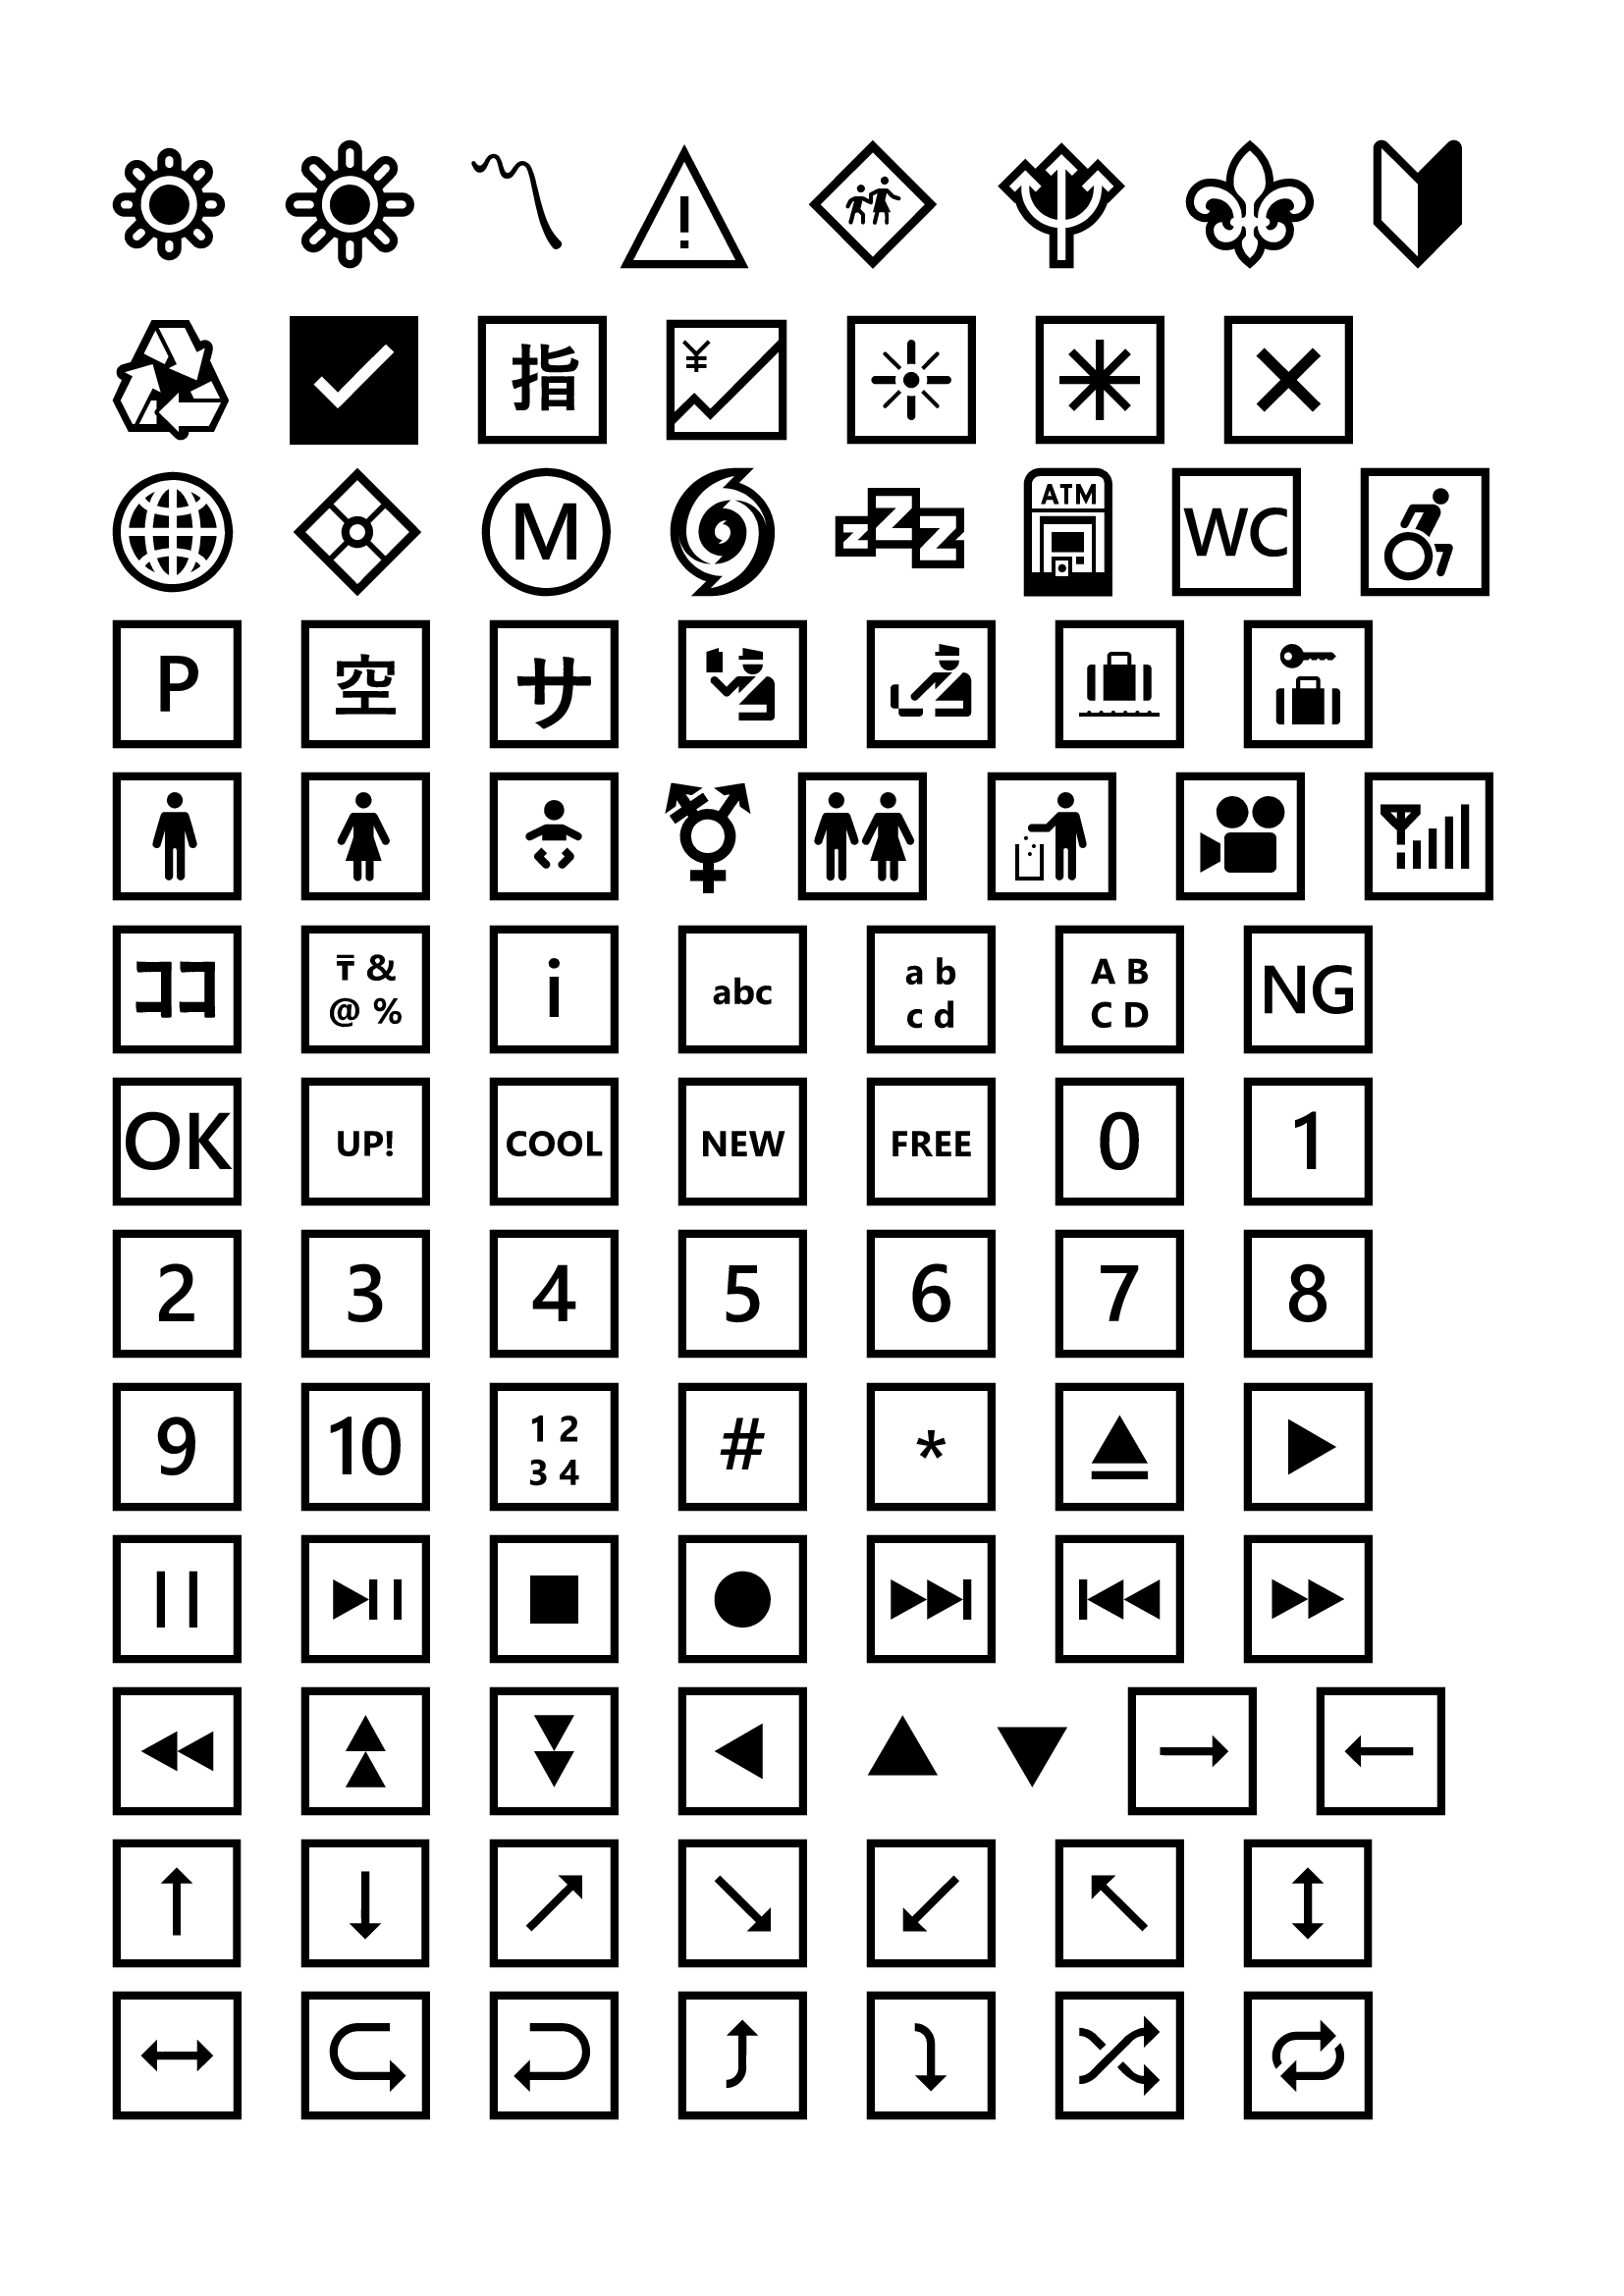 !
指 ¥
M z Z Z ATM WC
P 空 サ
ココ 〒 & i abc a b A B NG
@ % c d C D
OK UP! COOL NEW FREE 0 1
2 3 4 5 6 7 8
9 10 1 2 # *
3 4